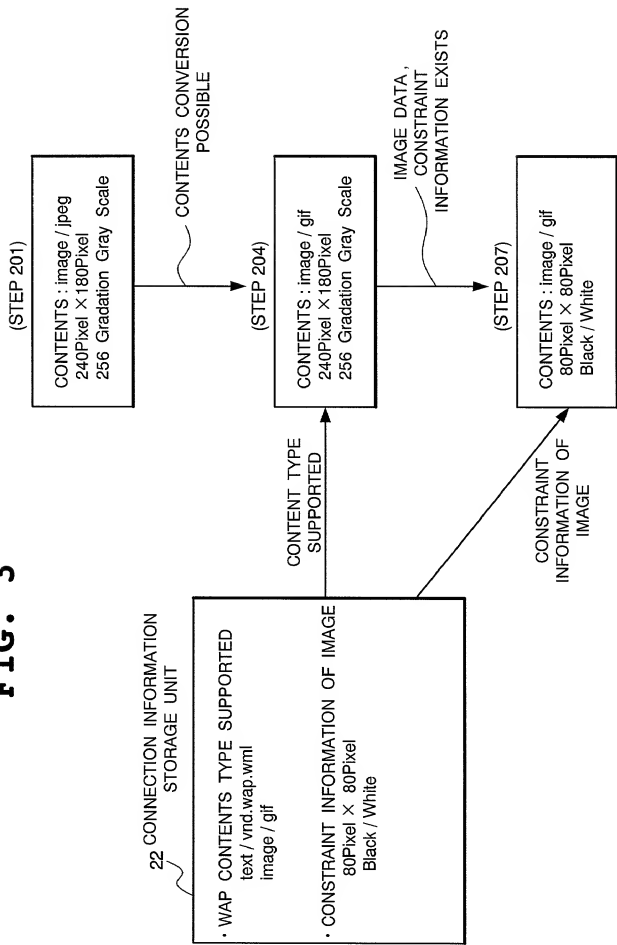 FIG.
22 CONNECTION INFORMATION
STORAGE UNIT
· WAP CONTENTS TYPE SUPPORTED
text / vnd.wap.wml
image / gif
· CONSTRAINT INFORMATION OF IMAGE
80Pixel × 80Pixel
Black / White
(STEP 201)
CONTENTS : image / jpeg
240Pixel ×180Pixel
256 Gradation Gray Scale
CONTENTS CONVERSION
POSSIBLE
CONTENT TYPE
SUPPORTED
(STEP 204)
CONTENTS : image / gif
240Pixel ×180Pixel
256 Gradation Gray Scale
IMAGE DATA,
CONSTRAINT
INFORMATION EXISTS
CONSTRAINT
INFORMATION OF
IMAGE
(STEP 207)
CONTENTS : image / gif
80Pixel × 80Pixel
Black / White